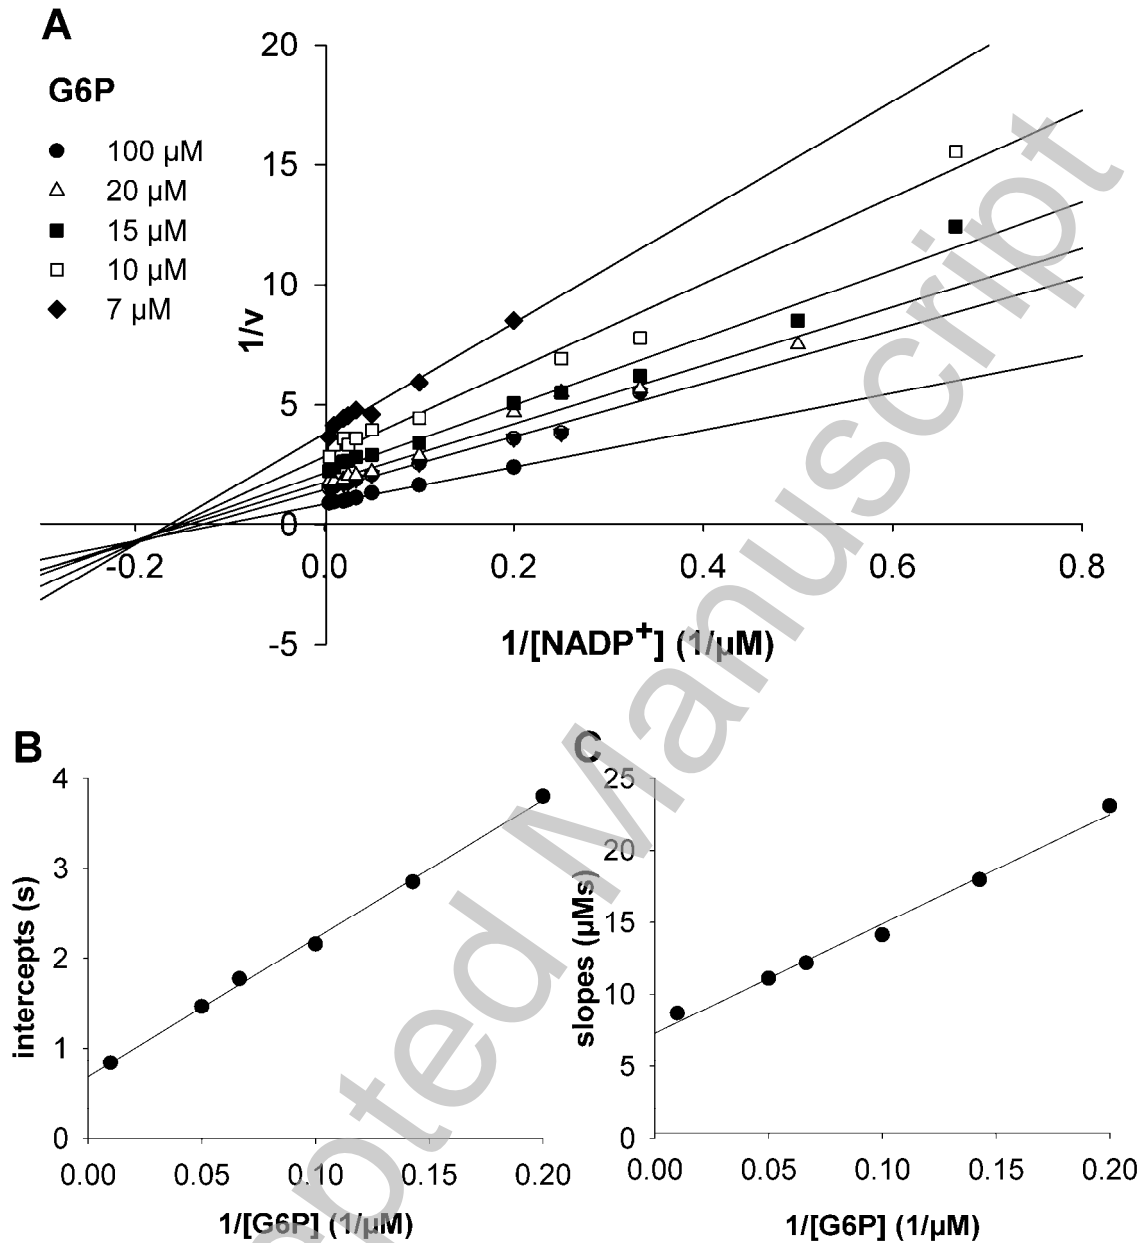 A
G6P
100 µM
20 µM
15 µM
10 µM
7 µM
20
15
10
5
0
-5
1/v
-0.2
0.0
0.2
0.4
0.6
0.8
1/[NADP+] (1/µM)
B
4
3
2
1
0
intercepts (s)
0.00
0.05
0.10
0.15
0.20
1/[G6P] (1/µM)
C
25
20
15
10
5
0
slopes (µMs)
0.00
0.05
0.10
0.15
0.20
1/[G6P] (1/µM)
pted Manuscript